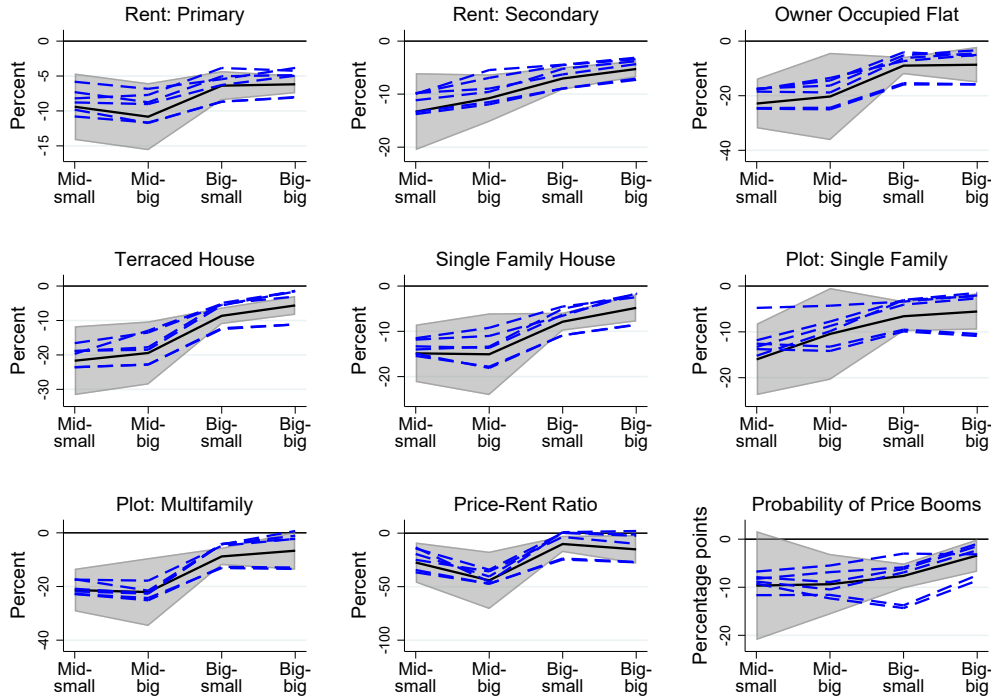 Rent: Primary
Percent
0
-5
-10
-15
Mid-
small
Mid-
big
Big-
small
Big-
big
Rent: Secondary
Percent
0
-10
-20
Mid-
small
Mid-
big
Big-
small
Big-
big
Owner Occupied Flat
Percent
0
-20
-40
Mid-
small
Mid-
big
Big-
small
Big-
big
Terraced House
Percent
0
-10
-20
-30
Mid-
small
Mid-
big
Big-
small
Big-
big
Single Family House
Percent
0
-10
-20
Mid-
small
Mid-
big
Big-
small
Big-
big
Plot: Single Family
Percent
0
-10
-20
Mid-
small
Mid-
big
Big-
small
Big-
big
Plot: Multifamily
Percent
0
-20
-40
Mid-
small
Mid-
big
Big-
small
Big-
big
Price-Rent Ratio
Percent
0
-50
-100
Mid-
small
Mid-
big
Big-
small
Big-
big
Probability of Price Booms
Percentage points
0
-10
-20
Mid-
small
Mid-
big
Big-
small
Big-
big